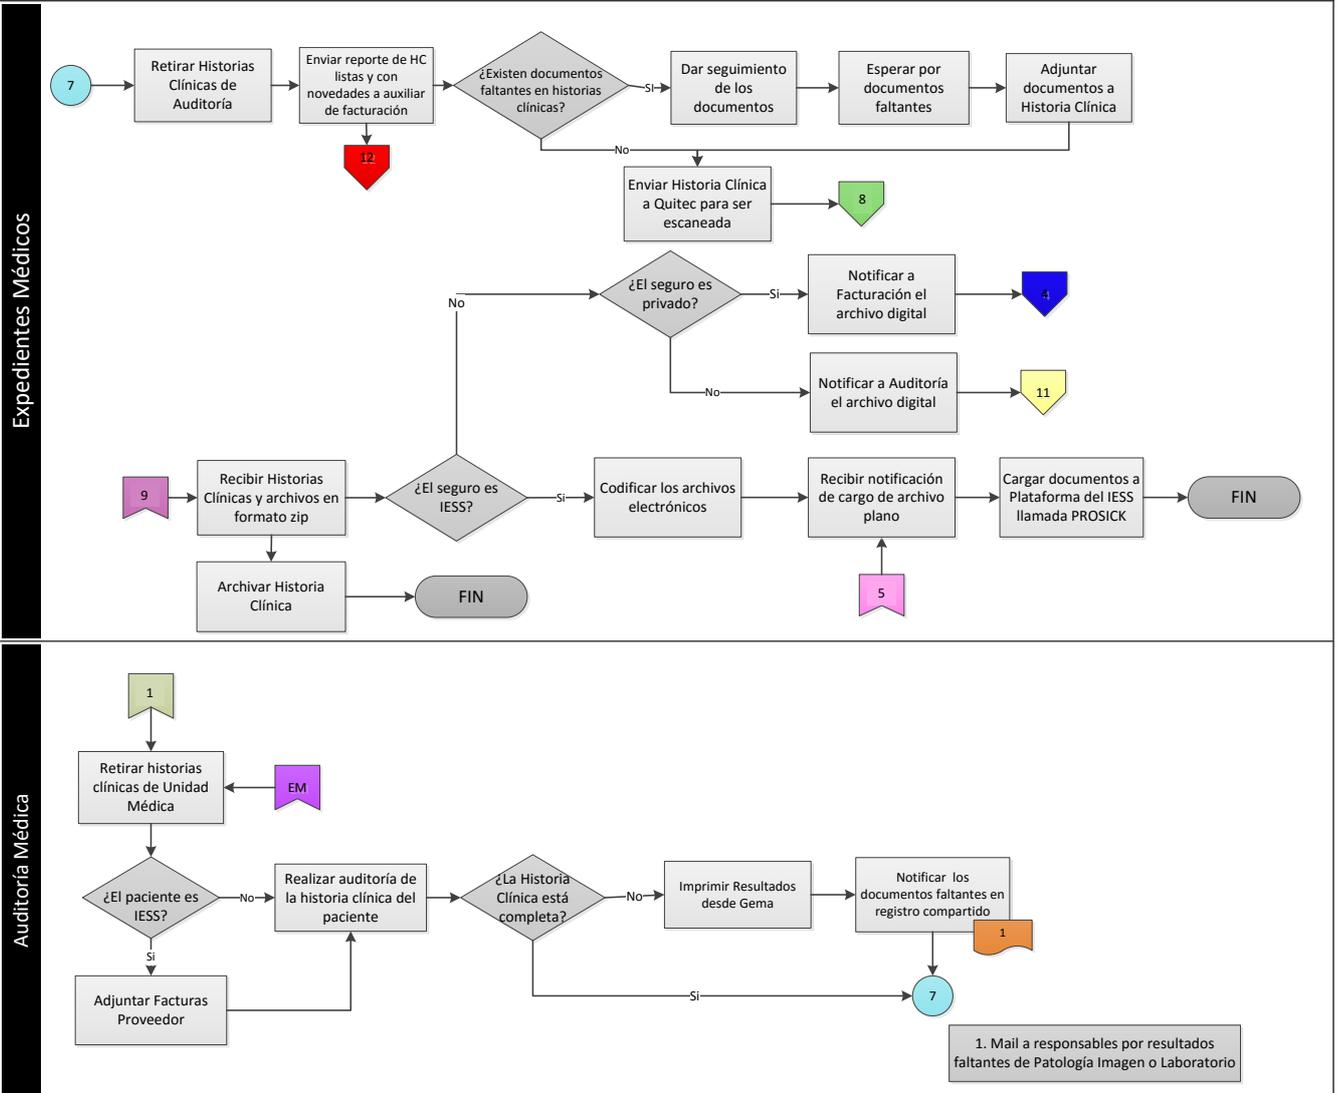 Expedientes Médicos
7
Retirar Historias
Clínicas de
Auditoría
Enviar reporte de HC
listas y con
novedades a auxiliar
de facturación
12
¿Existen documentos
faltantes en historias
clínicas?
SI
Dar seguimiento
de los
documentos
Esperar por
documentos
faltantes
Adjuntar
documentos a
Historia Clínica
No
Enviar Historia Clínica
a Quitec para ser
escaneada
8
No
¿El seguro es
privado?
Si
Notificar a
Facturación el
archivo digital
4
No
Notificar a Auditoría
el archivo digital
11
9
Recibir Historias
Clínicas y archivos en
formato zip
¿El seguro es
IESS?
Si
Codificar los archivos
electrónicos
Recibir notificación
de cargo de archivo
plano
Cargar documentos a
Plataforma del IESS
llamada PROSICK
FIN
Archivar Historia
Clínica
FIN
5
Auditoría Médica
1
Retirar historias
clínicas de Unidad
Médica
EM
¿El paciente es
IESS?
No
Realizar auditoría de
la historia clínica del
paciente
¿La Historia
Clínica está
completa?
No
Imprimir Resultados
desde Gema
Notificar los
documentos faltantes en
registro compartido
1
Si
Adjuntar Facturas
Proveedor
Si
7
1. Mail a responsables por resultados
faltantes de Patología Imagen o Laboratorio